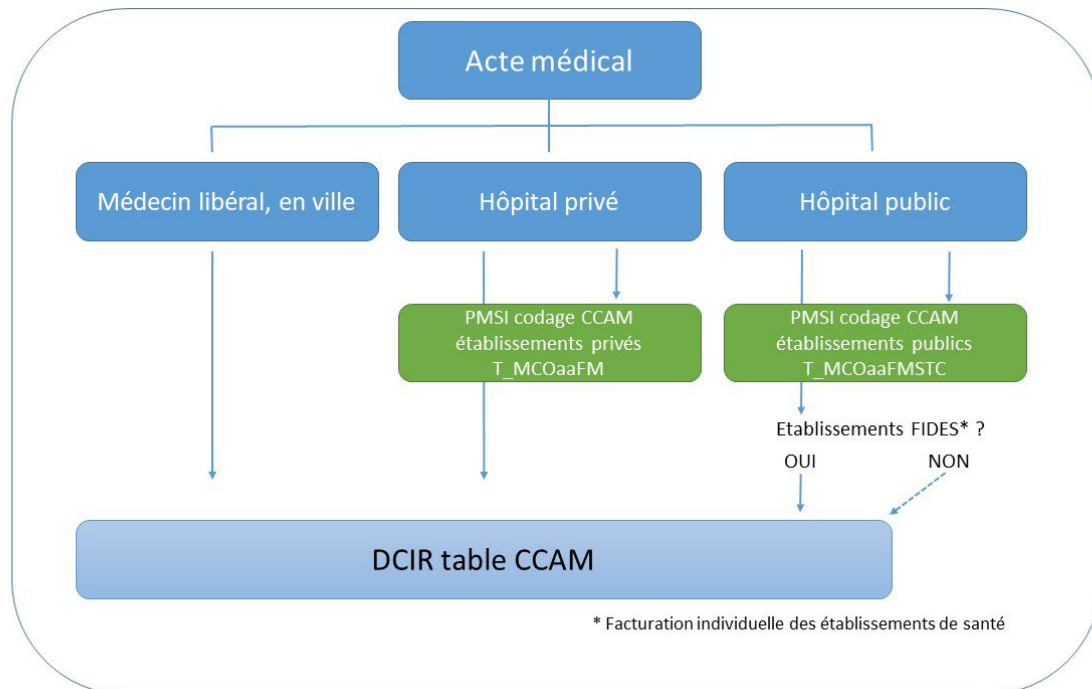 Acte médical
Médecin libéral, en ville
Hôpital privé
Hôpital public
PMSI codage CCAM
établissements privés
T_MCOaaFM
PMSI codage CCAM
établissements publics
T_MCOaaFMSTC
Etablissements FIDES* ?
OUI
NON
DCIR table CCAM
* Facturation individuelle des établissements de santé